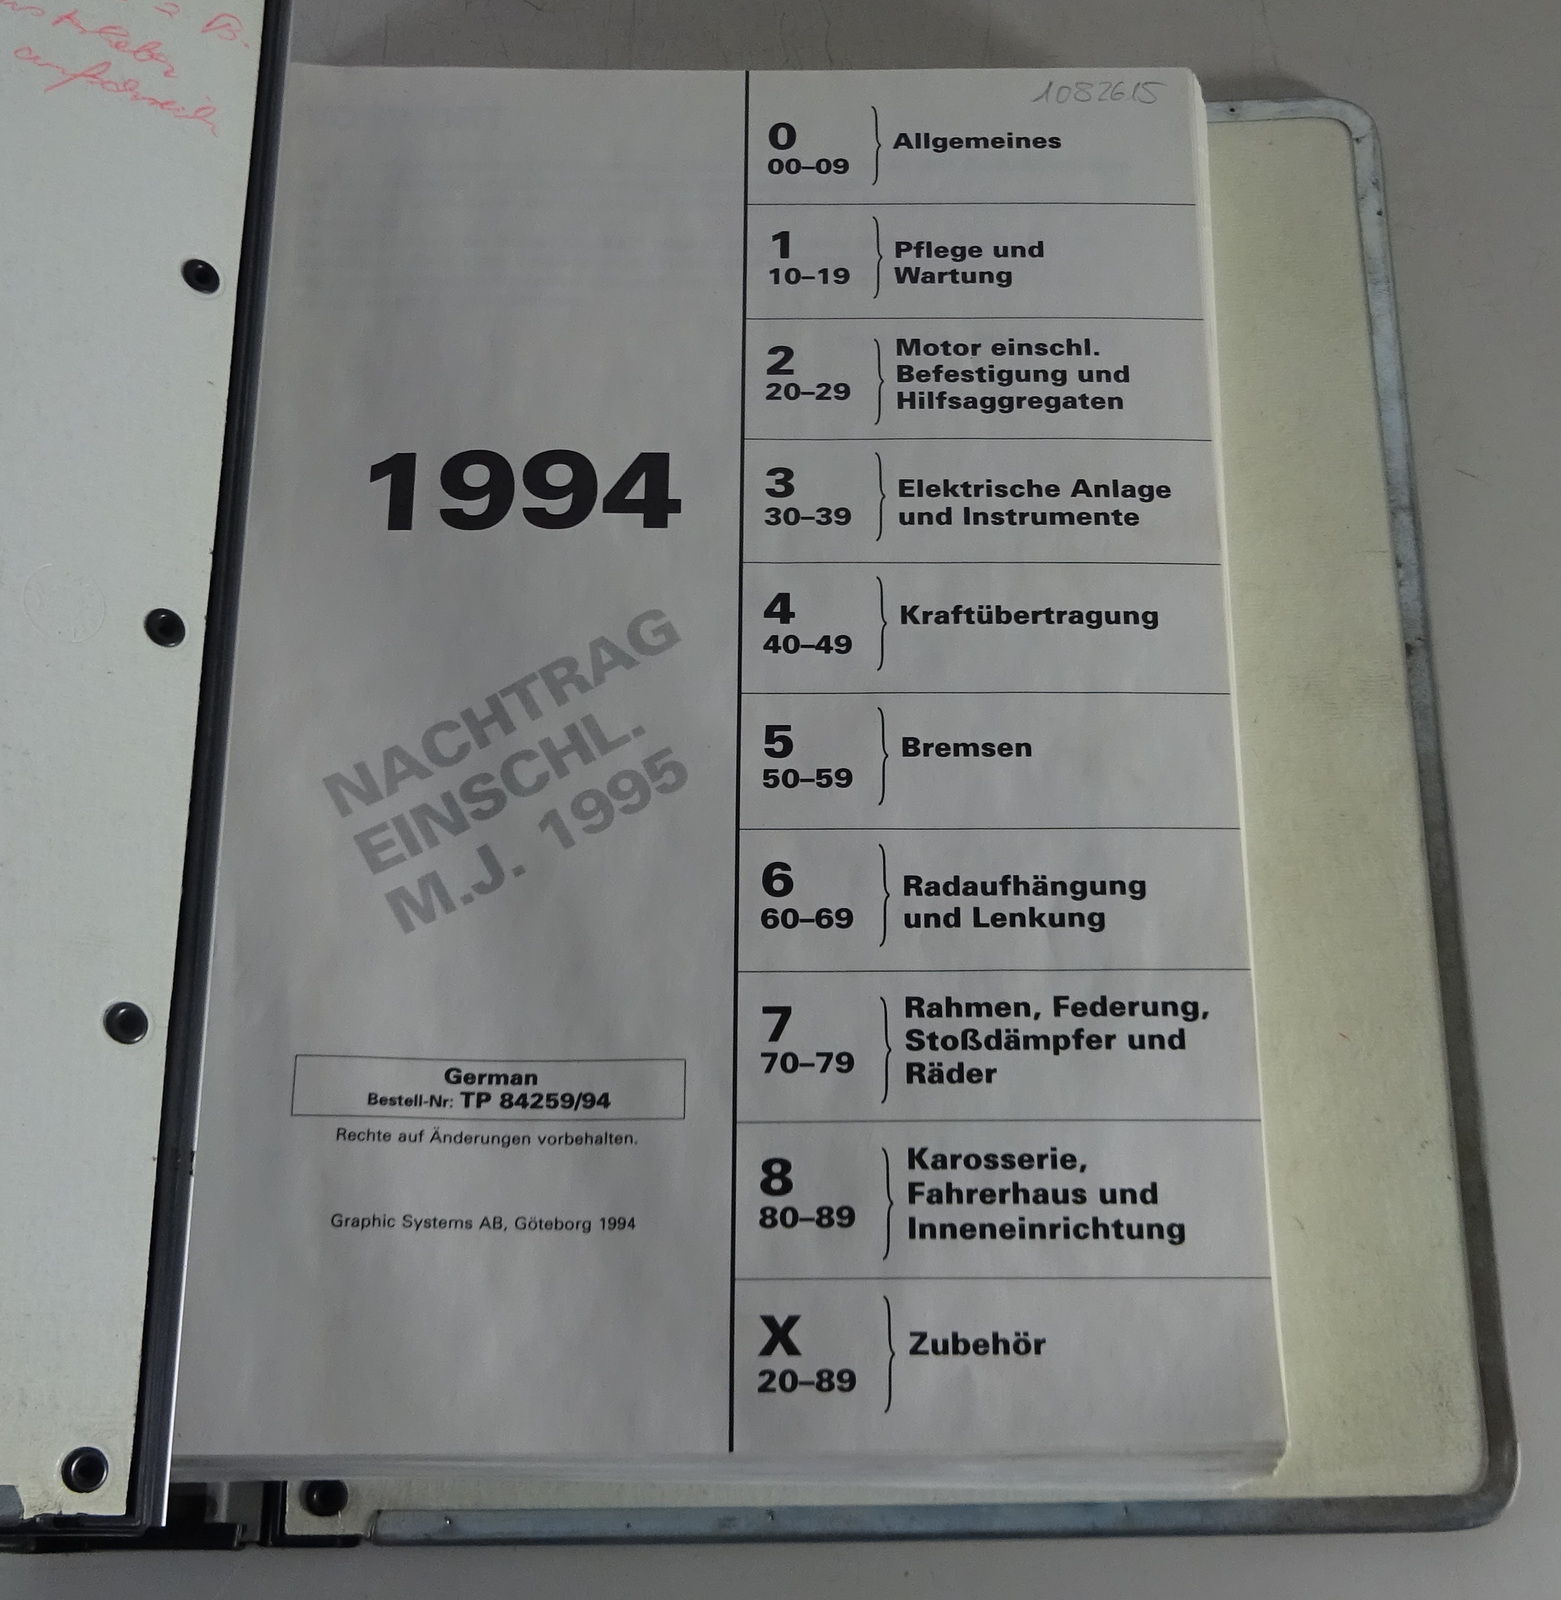 1082615
1994
NACHTRAG
EINSCHL.
M.J. 1995
German
Bestell-Nr: TP 84259/94
Rechte auf Änderungen vorbehalten.
Graphic Systems AB, Göteborg 1994
0
00–09
Allgemeines
1
10–19
Pflege und
Wartung
2
20–29
Motor einschl.
Befestigung und
Hilfsaggregaten
3
30–39
Elektrische Anlage
und Instrumente
4
40–49
Kraftübertragung
5
50–59
Bremsen
6
60–69
Radaufhängung
und Lenkung
7
70–79
Rahmen, Federung,
Stoßdämpfer und
Räder
8
80–89
Karosserie,
Fahrerhaus und
Inneneinrichtung
X
20–89
Zubehör